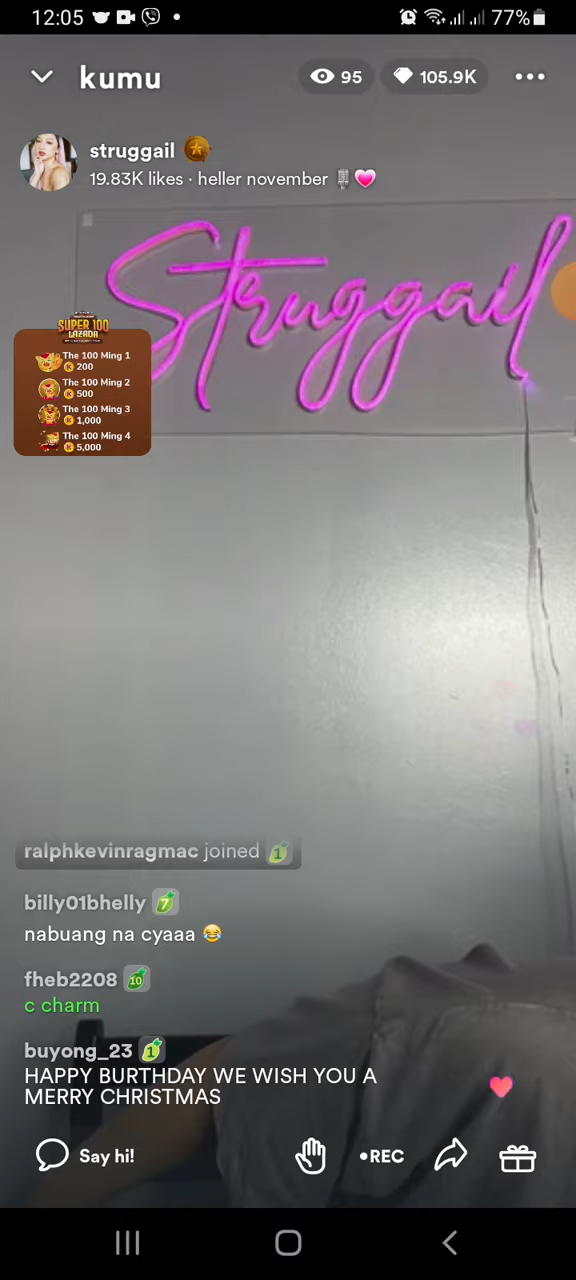 12:05
77%
kumu
95
105.9K
struggail
19.83K likes · heller november
Struggail
SUPER 100
LAZADA
The 100 Ming 1
200
The 100 Ming 2
500
The 100 Ming 3
1,000
The 100 Ming 4
5,000
ralphkevinragmac joined 1
billy01bhelly 7
nabuang na cyaaa 😂
fheb2208 10
c charm
buyong_23 1
HAPPY BURTHDAY WE WISH YOU A
MERRY CHRISTMAS
Say hi!
•REC